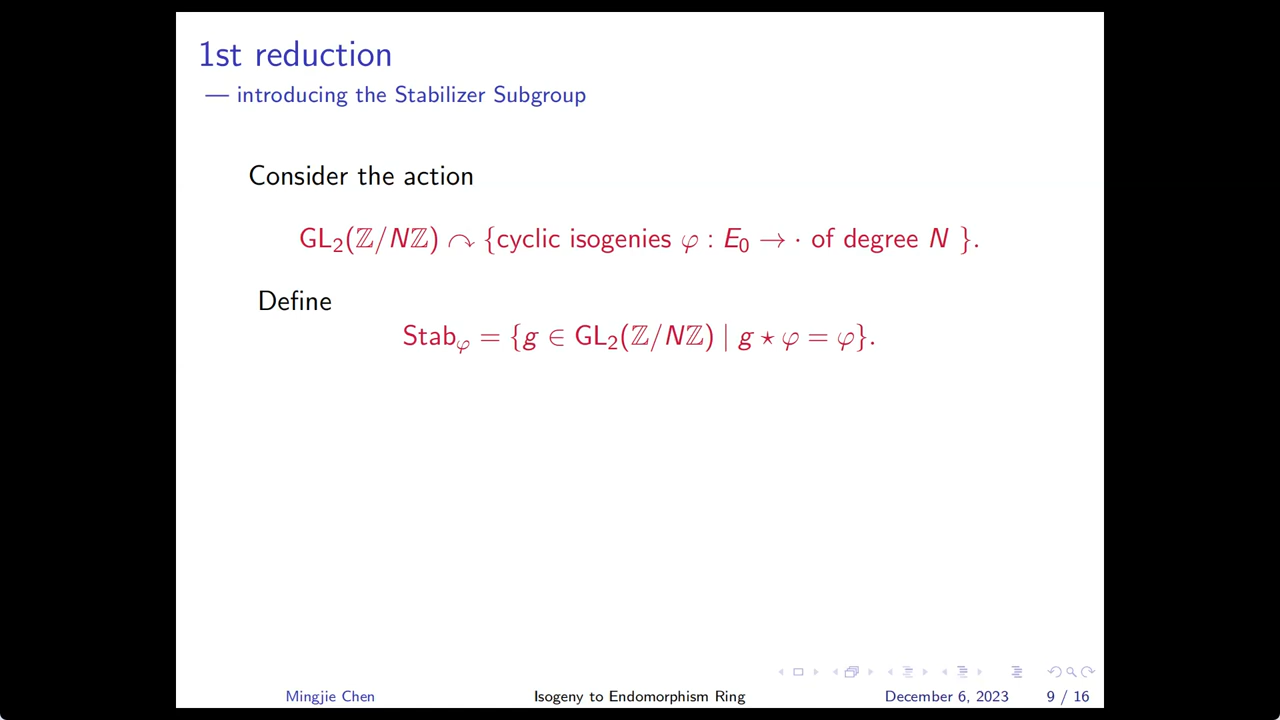 1st reduction
— introducing the Stabilizer Subgroup
Consider the action
GL₂(ℤ/Nℤ) ↷ {cyclic isogenies φ : E₀ → · of degree N }.
Define
Stab_φ = {g ∈ GL₂(ℤ/Nℤ) | g ⋆ φ = φ}.
Mingjie Chen Isogeny to Endomorphism Ring December 6, 2023 9 / 16